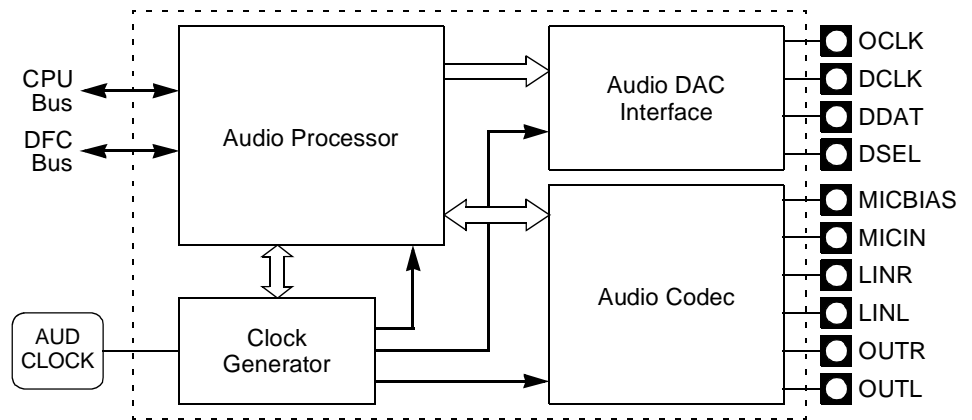 CPU
Bus
DFC
Bus
Audio Processor
Audio DAC
Interface
OCLK
DCLK
DDAT
DSEL
MICBIAS
MICIN
LINR
LINL
OUTR
OUTL
Audio Codec
AUD
CLOCK
Clock
Generator